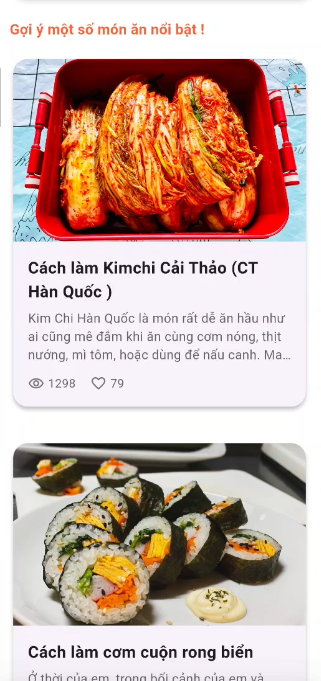 Gợi ý một số món ăn nổi bật !
Cách làm Kimchi Cải Thảo (CT
Hàn Quốc )
Kim Chi Hàn Quốc là món rất dễ ăn hầu như
ai cũng mê đắm khi ăn cùng cơm nóng, thịt
nướng, mì tôm, hoặc dùng để nấu canh. Ma...
1298 79
Cách làm cơm cuộn rong biển
Ở thời của em, trong bối cảnh của em và